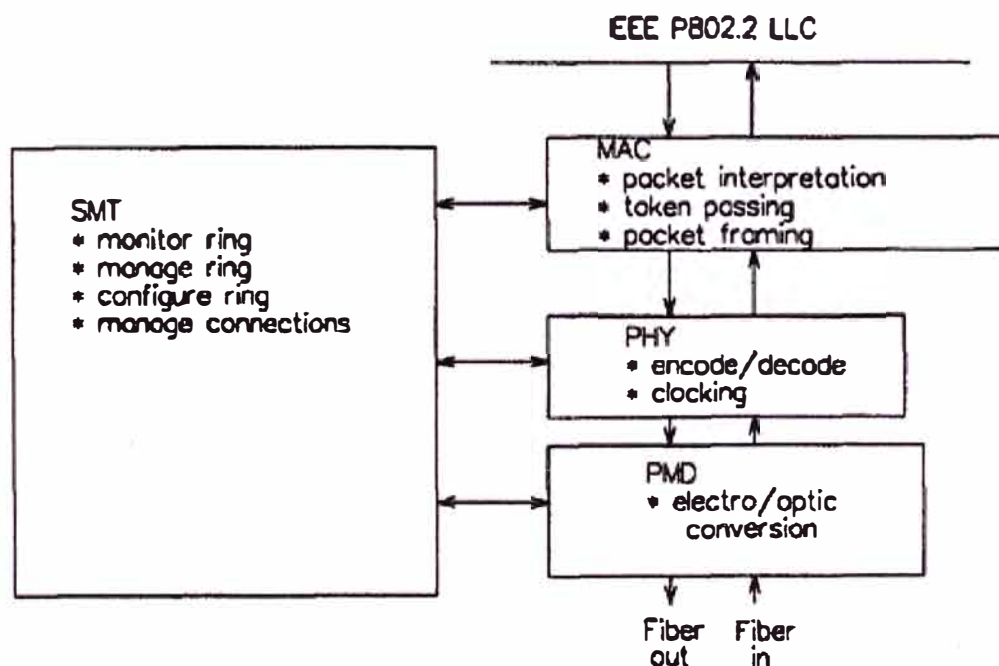 EEE P802.2 LLC
MAC
* packet interpretation
* token passing
* packet framing
SMT
* monitor ring
* manage ring
* configure ring
* manage connections
PHY
* encode/decode
* clocking
PMD
* electro/optic
conversion
Fiber out
Fiber in